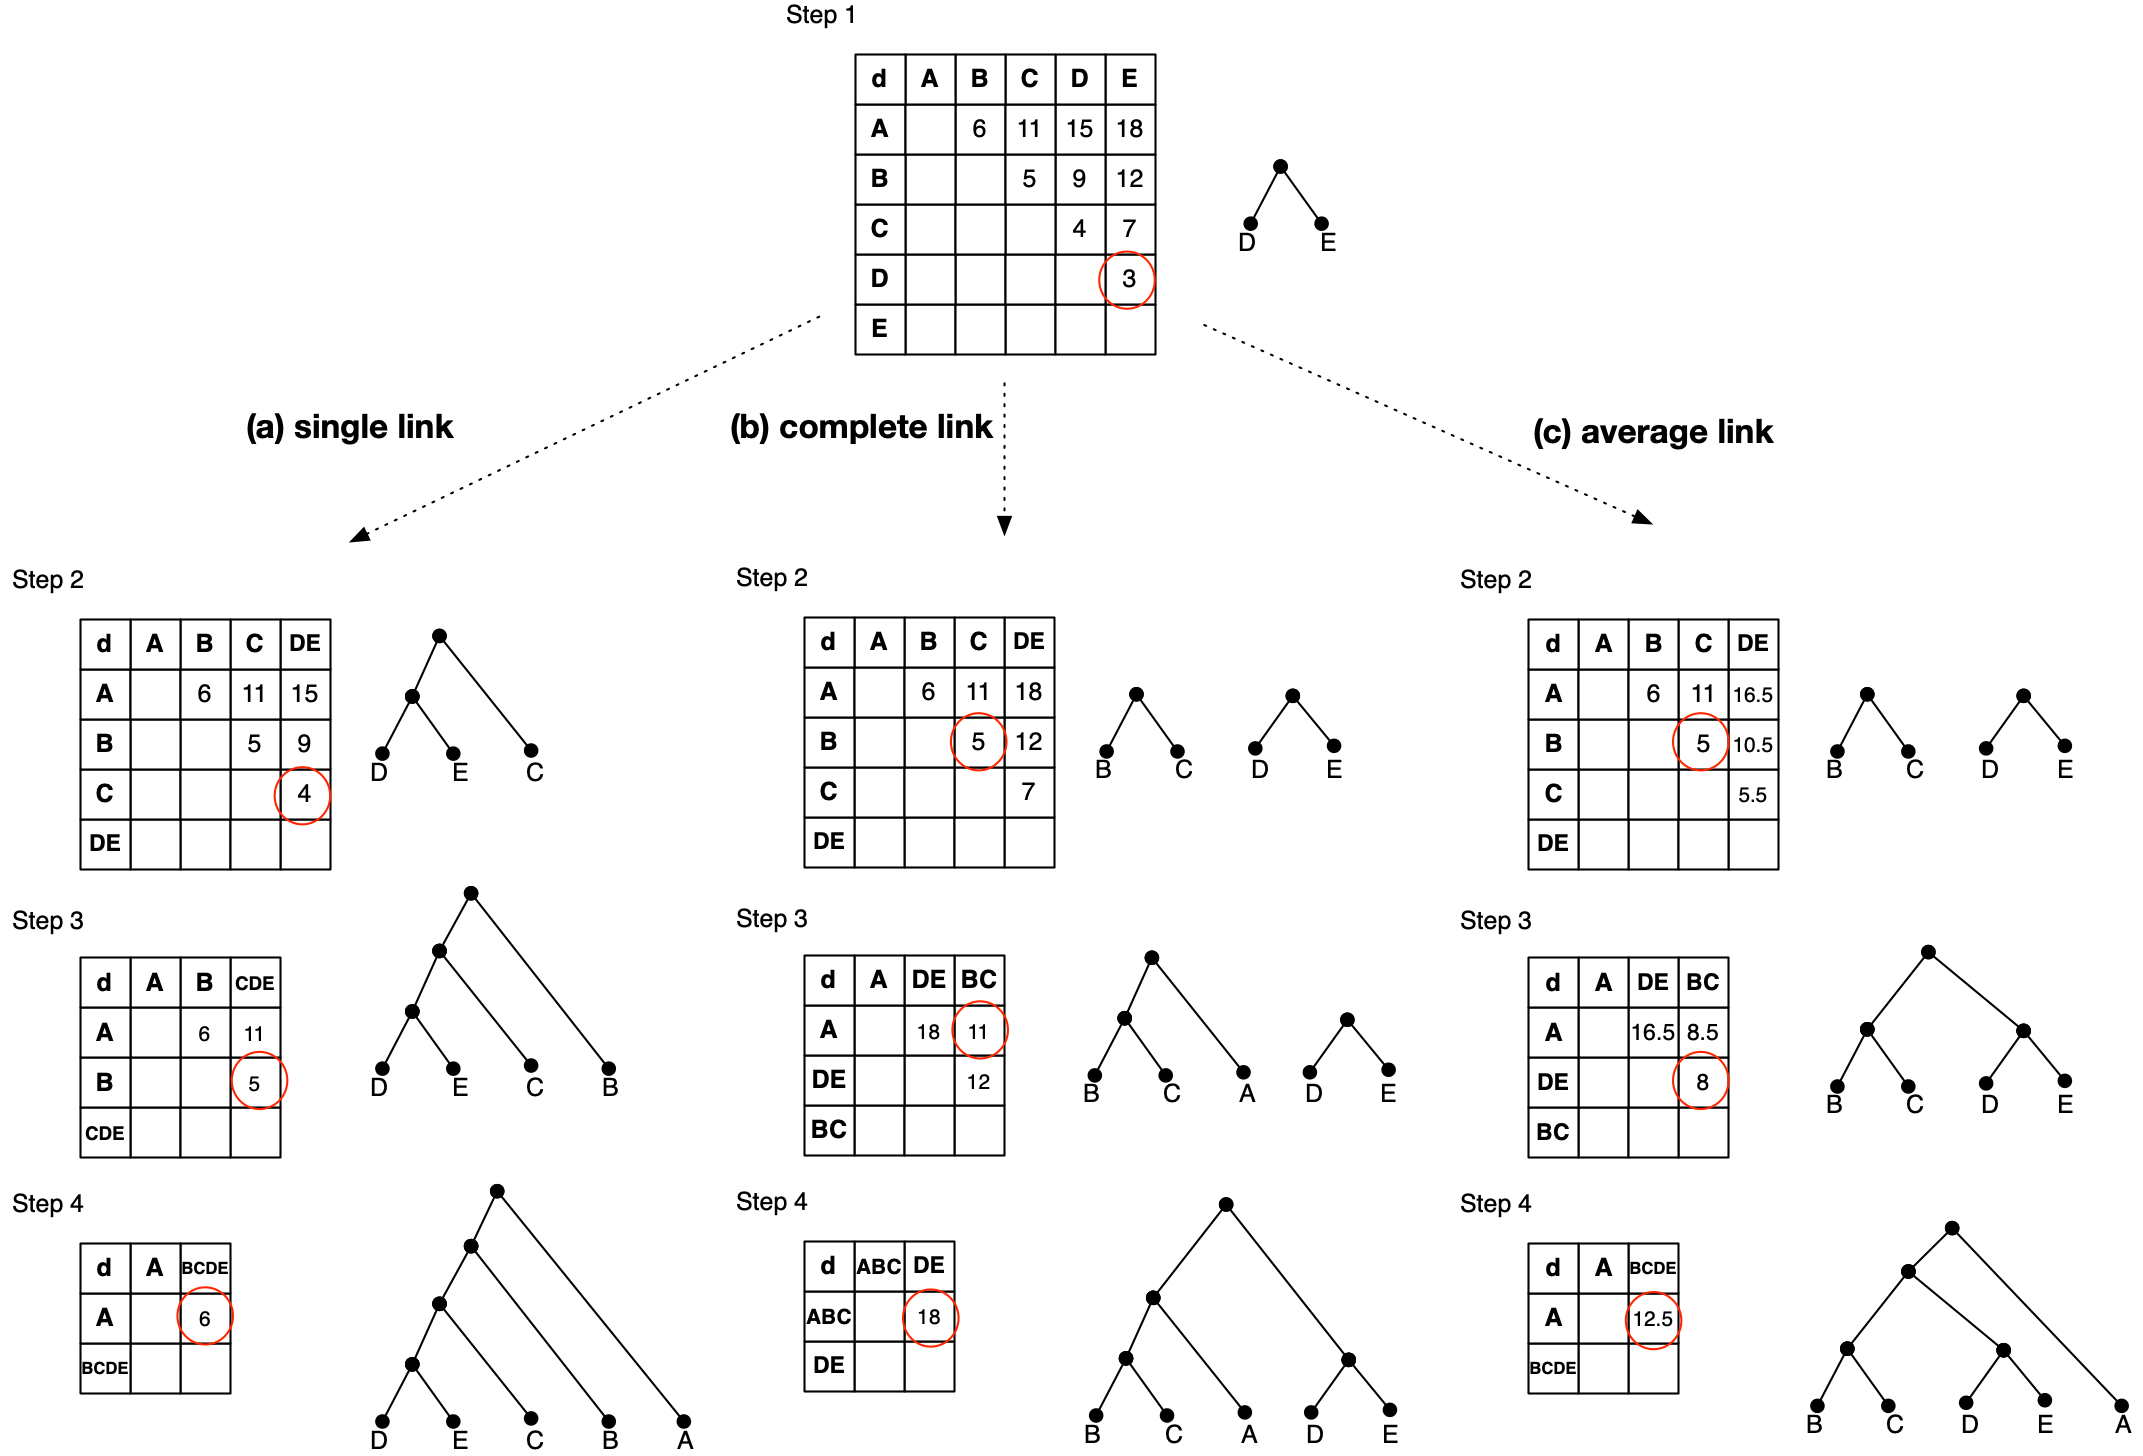 Step 1
d A B C D E
A 6 11 15 18
B 5 9 12
C 4 7
D 3
E
D E
(a) single link
(b) complete link
(c) average link
Step 2
d A B C DE
A 6 11 15
B 5 9
C 4
DE
D E C
Step 3
d A B CDE
A 6 11
B 5
CDE
D E C B
Step 4
d A BCDE
A 6
BCDE
D E C B A
Step 2
d A B C DE
A 6 11 18
B 5 12
C 7
DE
B C D E
Step 3
d A DE BC
A 18 11
DE 12
BC
B C A D E
Step 4
d ABC DE
ABC 18
DE
B C A D E
Step 2
d A B C DE
A 6 11 16.5
B 5 10.5
C 5.5
DE
B C D E
Step 3
d A DE BC
A 16.5 8.5
DE 8
BC
B C D E
Step 4
d A BCDE
A 12.5
BCDE
B C D E A